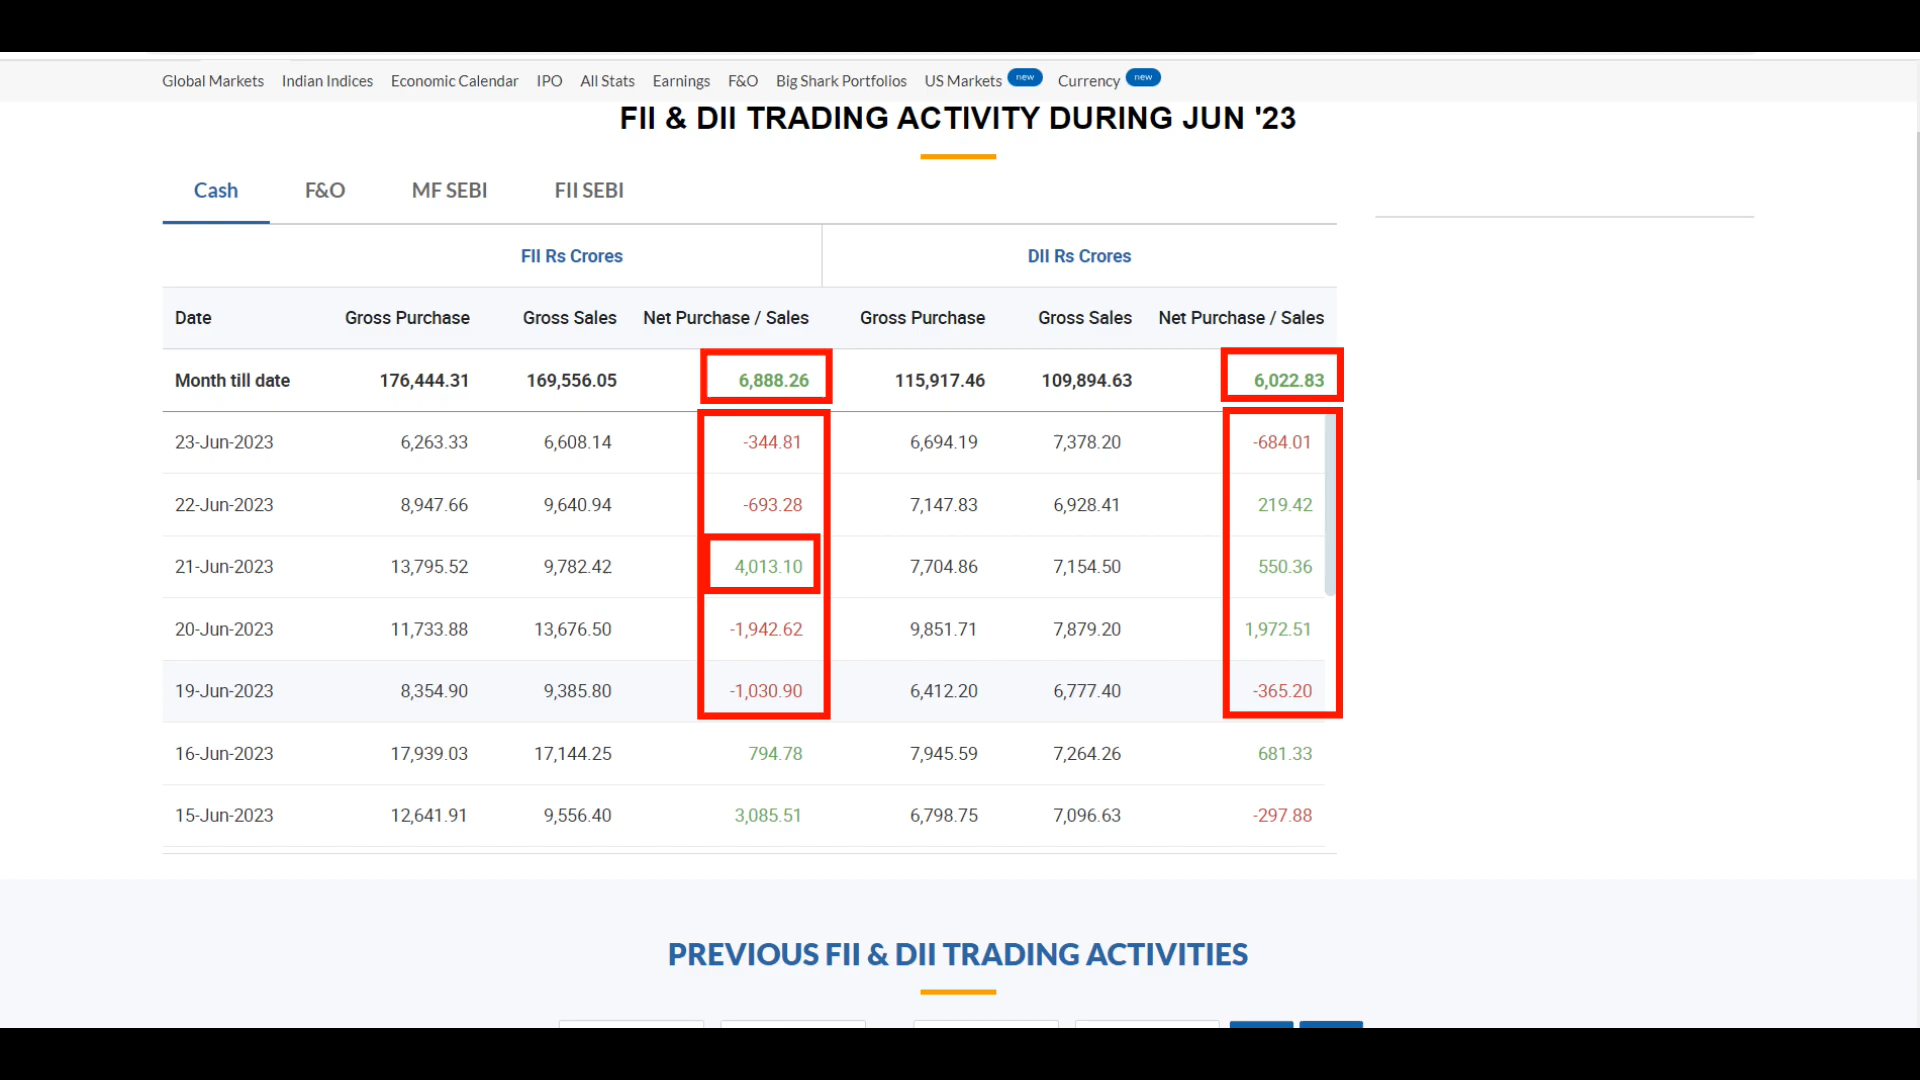 Global Markets Indian Indices Economic Calendar IPO All Stats Earnings F&O Big Shark Portfolios US Markets new Currency new
FII & DII TRADING ACTIVITY DURING JUN '23
Cash F&O MF SEBI FII SEBI
FII Rs Crores DII Rs Crores
Date Gross Purchase Gross Sales Net Purchase / Sales Gross Purchase Gross Sales Net Purchase / Sales
Month till date 176,444.31 169,556.05 6,888.26 115,917.46 109,894.63 6,022.83
23-Jun-2023 6,263.33 6,608.14 -344.81 6,694.19 7,378.20 -684.01
22-Jun-2023 8,947.66 9,640.94 -693.28 7,147.83 6,928.41 219.42
21-Jun-2023 13,795.52 9,782.42 4,013.10 7,704.86 7,154.50 550.36
20-Jun-2023 11,733.88 13,676.50 -1,942.62 9,851.71 7,879.20 1,972.51
19-Jun-2023 8,354.90 9,385.80 -1,030.90 6,412.20 6,777.40 -365.20
16-Jun-2023 17,939.03 17,144.25 794.78 7,945.59 7,264.26 681.33
15-Jun-2023 12,641.91 9,556.40 3,085.51 6,798.75 7,096.63 -297.88
PREVIOUS FII & DII TRADING ACTIVITIES